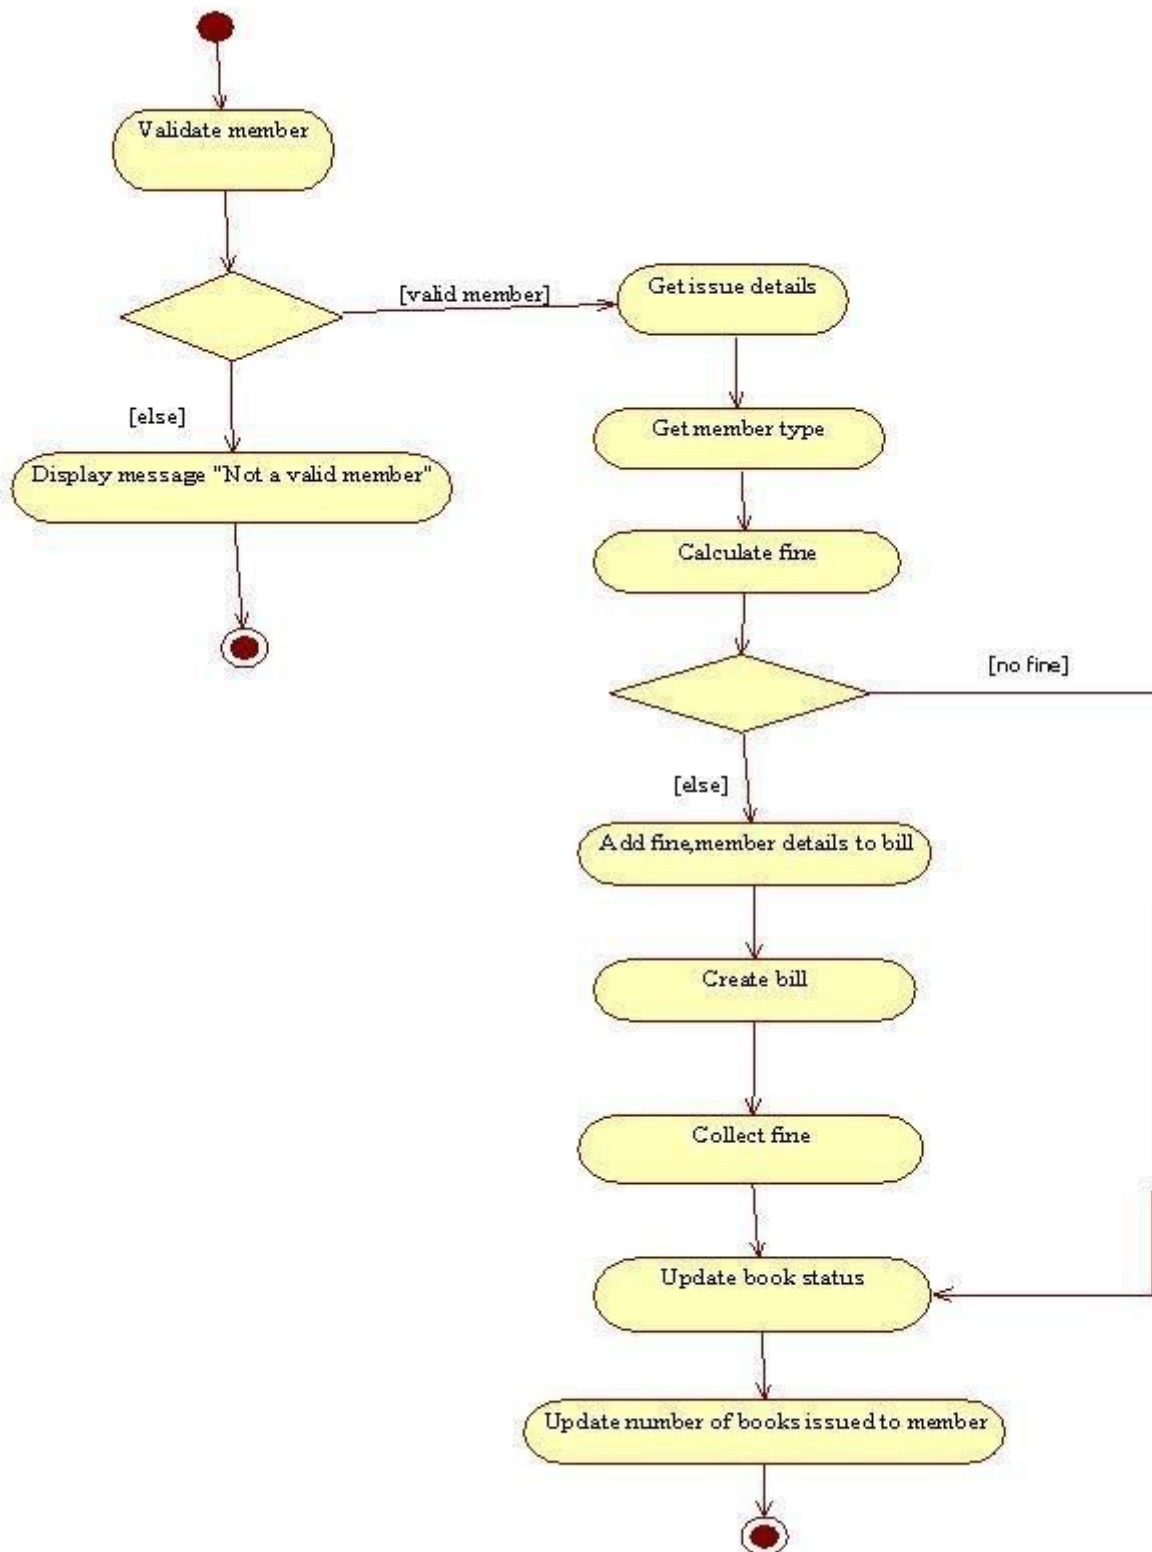 Validate member
[valid member]
Get issue details
[else]
Get member type
Display message "Not a valid member"
Calculate fine
[no fine]
[else]
Add fine,member details to bill
Create bill
Collect fine
Update book status
Update number of books issued to member